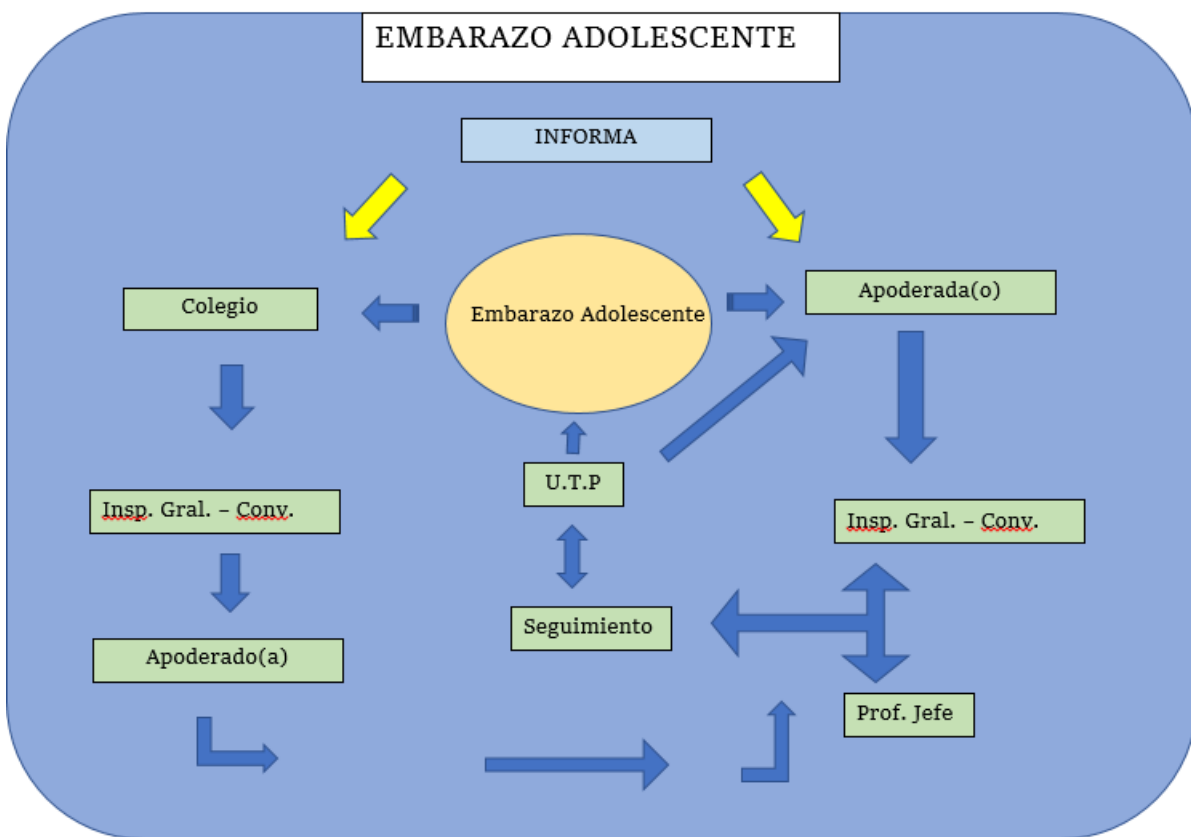 EMBARAZO ADOLESCENTE
INFORMA
Colegio
Embarazo Adolescente
Apoderada(o)
U.T.P
Insp. Gral. – Conv.
Insp. Gral. – Conv.
Seguimiento
Apoderado(a)
Prof. Jefe